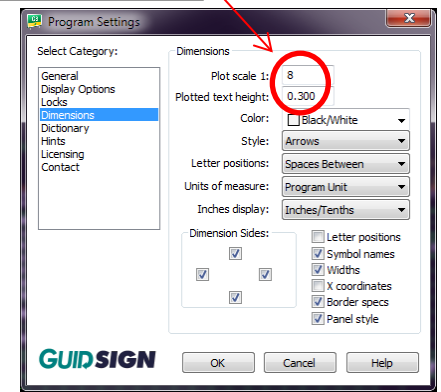 Program Settings
Select Category:
General
Display Options
Locks
Dimensions
Dictionary
Hints
Licensing
Contact
Dimensions
Plot scale 1: 8
Plotted text height: 0.300
Color: Black/White
Style: Arrows
Letter positions: Spaces Between
Units of measure: Program Unit
Inches display: Inches/Tenths
Dimension Sides:
Letter positions
Symbol names
Widths
X coordinates
Border specs
Panel style
GUIDSIGN
OK Cancel Help